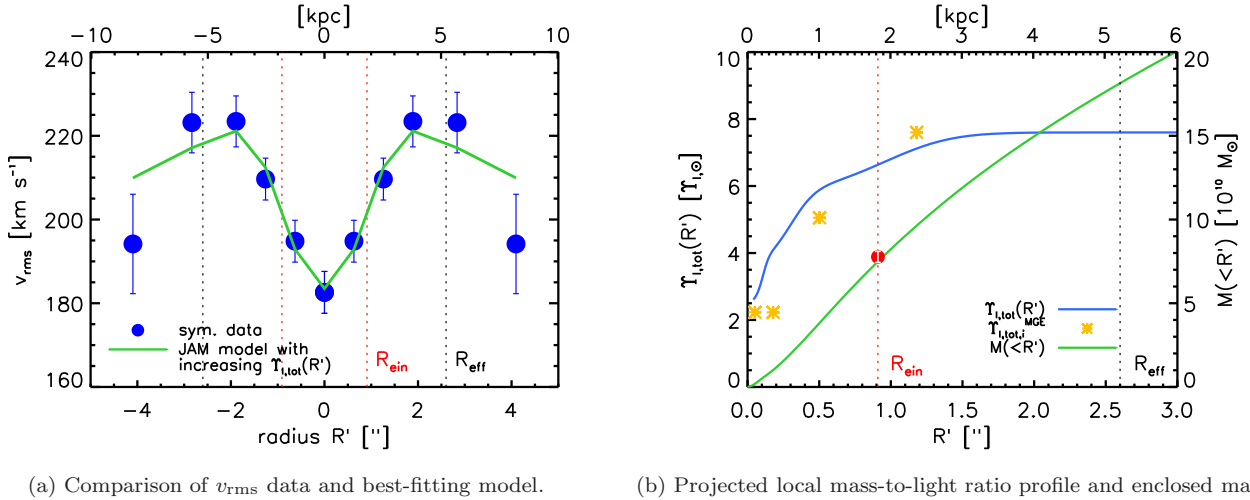 [kpc]
−10 −5 0 5 10
240
220
200
180
160
v_rms [km s⁻¹]
sym. data
JAM model with
increasing ϒ_I,tot(R')
R_ein
R_eff
−4 −2 0 2 4
radius R' ["]
(a) Comparison of v_rms data and best-fitting model.
[kpc]
0 1 2 3 4 5 6
10
8
6
4
2
0
ϒ_I,tot(R') [ϒ_I,⊙]
20
15
10
5
0
M(<R') [10¹⁰ M_⊙]
ϒ_I,tot(R')
ϒ_I,tot,i^MGE
M(<R')
R_ein
R_eff
0.0 0.5 1.0 1.5 2.0 2.5 3.0
R' ["]
(b) Projected local mass-to-light ratio profile and enclosed ma